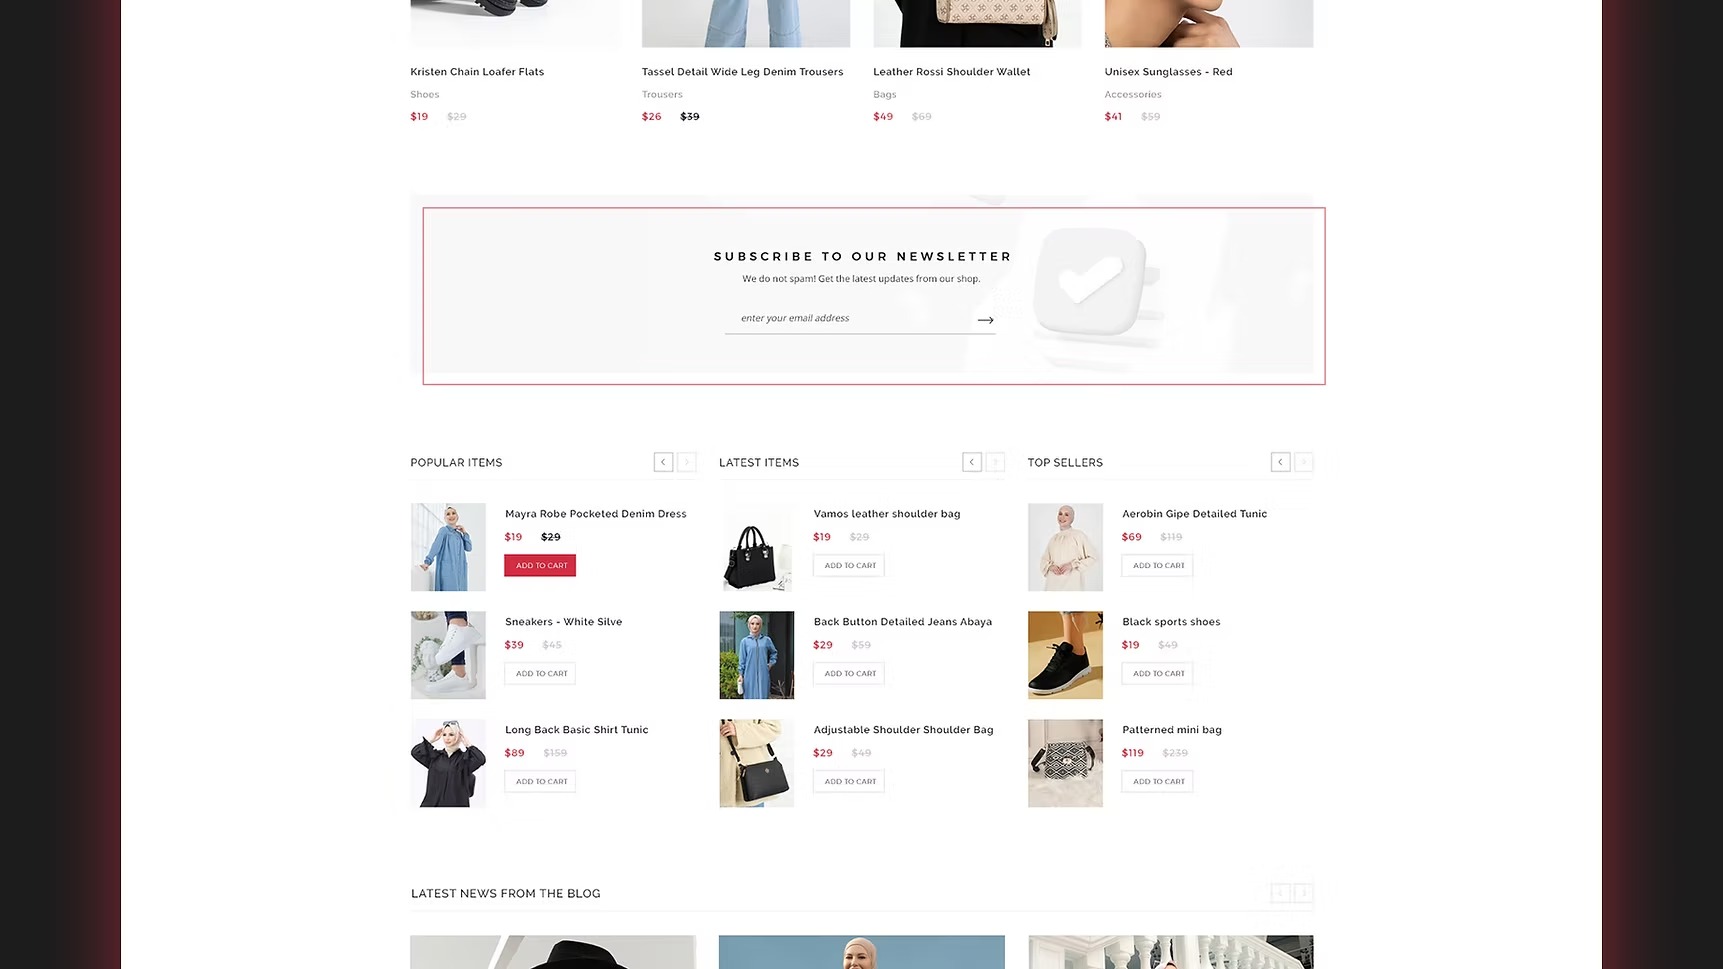 Kristen Chain Loafer Flats
Shoes
$19 $29
Tassel Detail Wide Leg Denim Trousers
Trousers
$26 $39
Leather Rossi Shoulder Wallet
Bags
$49 $69
Unisex Sunglasses - Red
Accessories
$41 $59
SUBSCRIBE TO OUR NEWSLETTER
We do not spam! Get the latest updates from our shop.
enter your email address
POPULAR ITEMS
Mayra Robe Pocketed Denim Dress
$19 $29
ADD TO CART
Sneakers - White Silve
$39 $45
ADD TO CART
Long Back Basic Shirt Tunic
$89 $159
ADD TO CART
LATEST ITEMS
Vamos leather shoulder bag
$19 $29
ADD TO CART
Back Button Detailed Jeans Abaya
$29 $59
ADD TO CART
Adjustable Shoulder Shoulder Bag
$29 $49
ADD TO CART
TOP SELLERS
Aerobin Gipe Detailed Tunic
$69 $119
ADD TO CART
Black sports shoes
$19 $49
ADD TO CART
Patterned mini bag
$119 $239
ADD TO CART
LATEST NEWS FROM THE BLOG